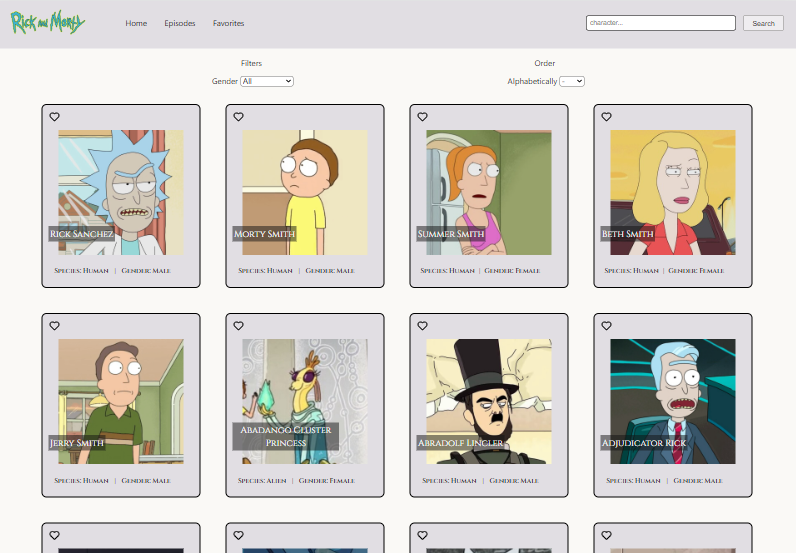 Rick and Morty
Home Episodes Favorites
character...
Search
Filters
Order
Gender All
Alphabetically -
Rick Sanchez
Species: Human | Gender: Male
Morty Smith
Species: Human | Gender: Male
Summer Smith
Species: Human | Gender: Female
Beth Smith
Species: Human | Gender: Female
Jerry Smith
Species: Human | Gender: Male
Abadango Cluster
Princess
Species: Alien | Gender: Female
Abradolf Lincler
Species: Human | Gender: Male
Adjudicator Rick
Species: Human | Gender: Male